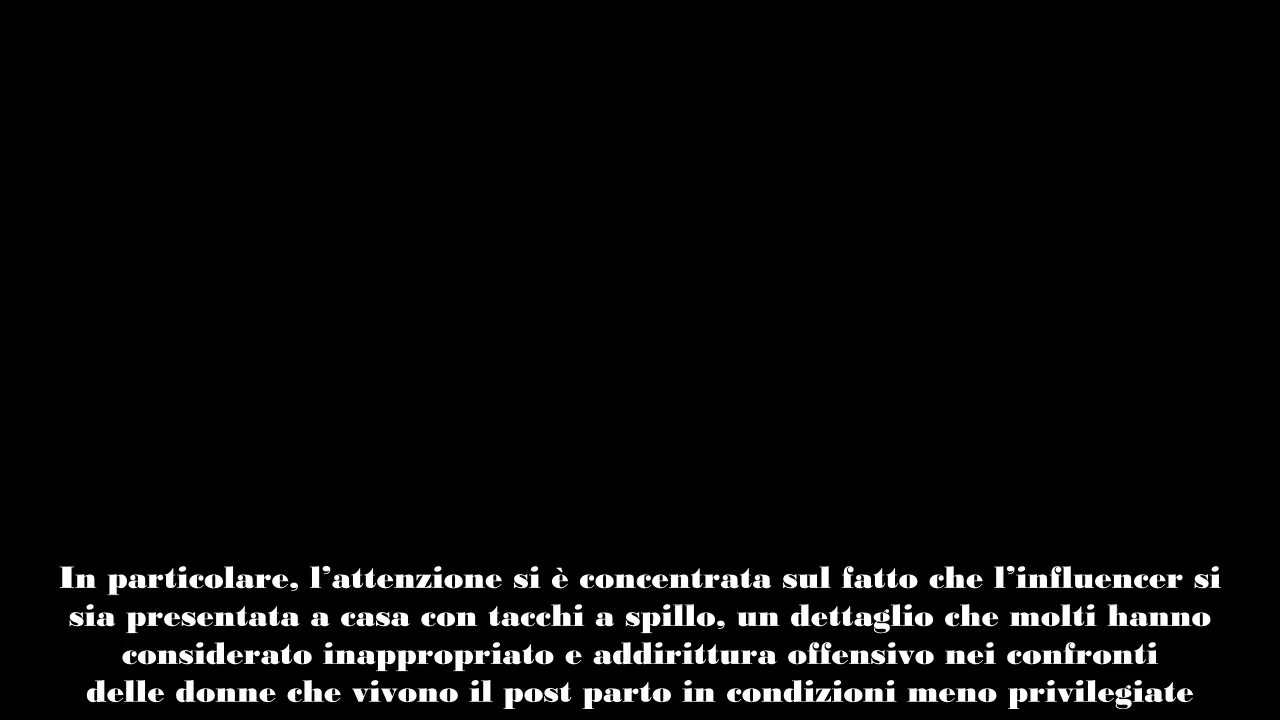 In particolare, l’attenzione si è concentrata sul fatto che l’influencer si
sia presentata a casa con tacchi a spillo, un dettaglio che molti hanno
considerato inappropriato e addirittura offensivo nei confronti
delle donne che vivono il post parto in condizioni meno privilegiate